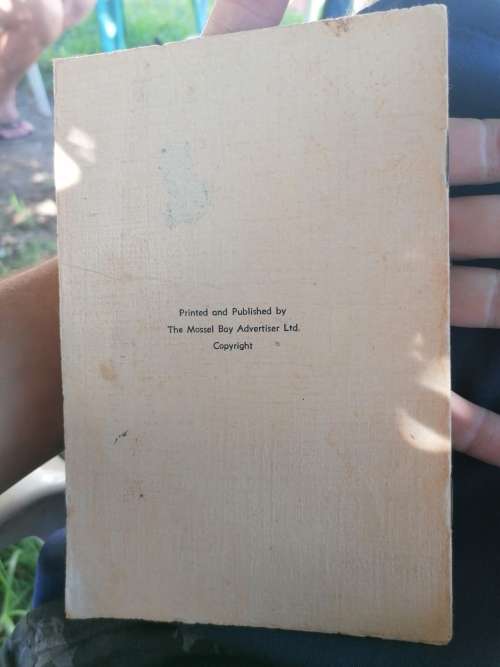 Printed and Published by
The Mossel Bay Advertiser Ltd.
Copyright